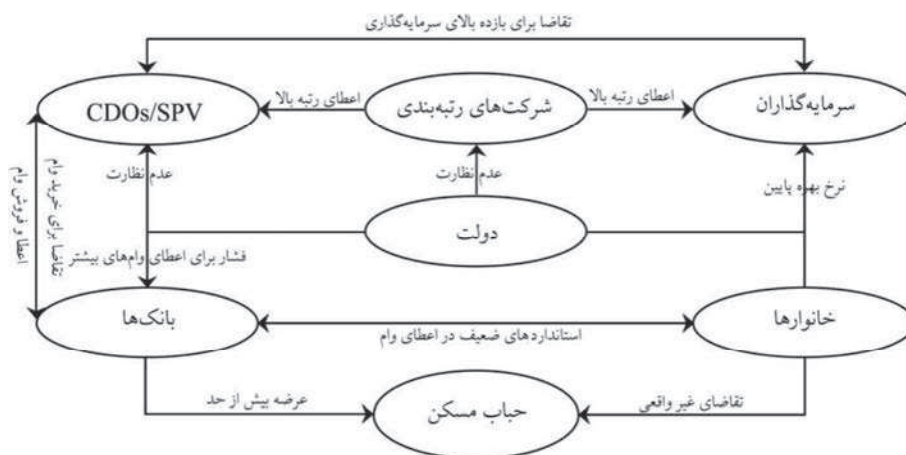 تقاضا برای بازده بالای سرمایه‌گذاری
CDOs/SPV
اعطای رتبه بالا
شرکت‌های رتبه‌بندی
اعطای رتبه بالا
سرمایه‌گذاران
عدم نظارت
عدم نظارت
نرخ بهره پایین
تقاضا برای خرید وام
اعطا و فروش وام
دولت
فشار برای اعطای وام‌های بیشتر
بانک‌ها
استانداردهای ضعیف در اعطای وام
خانوارها
عرضه بیش از حد
حباب مسکن
تقاضای غیر واقعی